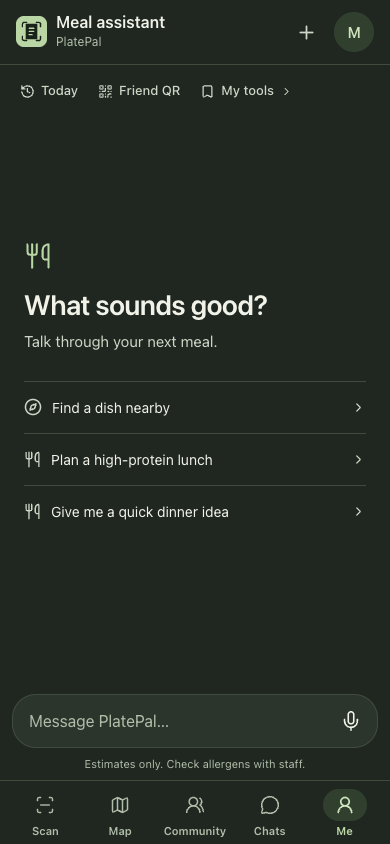 Meal assistant
PlatePal
M
Today
Friend QR
My tools
What sounds good?
Talk through your next meal.
Find a dish nearby
Plan a high-protein lunch
Give me a quick dinner idea
Message PlatePal...
Estimates only. Check allergens with staff.
Scan
Map
Community
Chats
Me